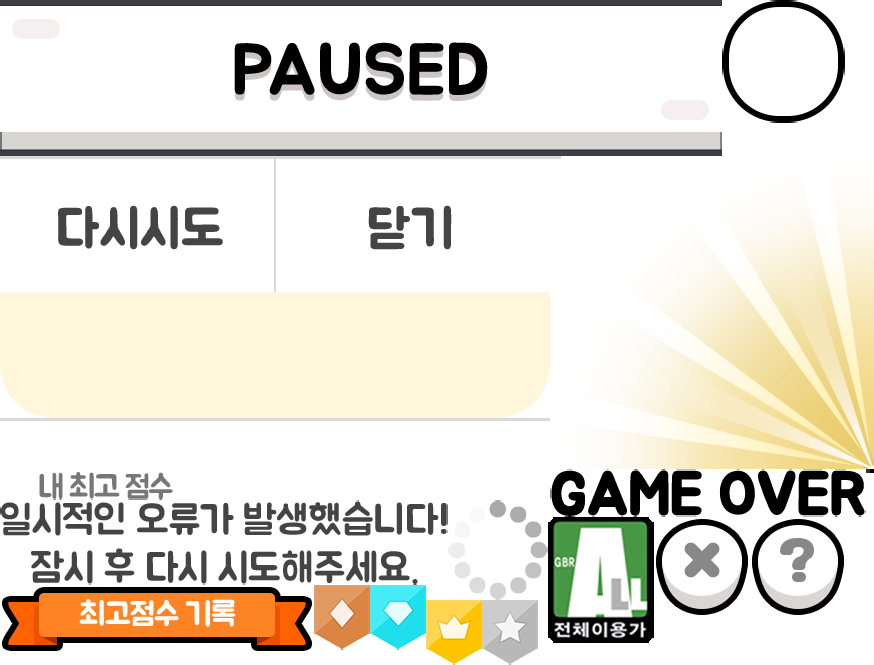 PAUSED
다시시도
닫기
내 최고 점수
일시적인 오류가 발생했습니다!
잠시 후 다시 시도해주세요.
GAME OVER
GBR
ALL
전체이용가
?
최고점수 기록